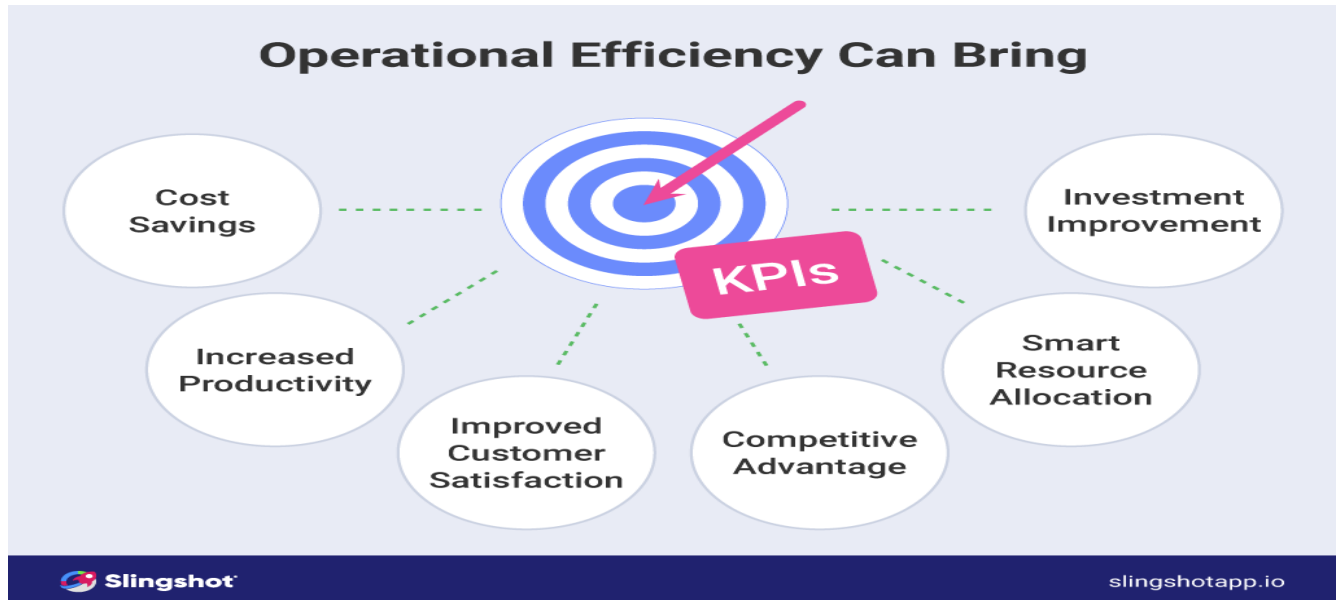 Operational Efficiency Can Bring
Cost
Savings
Increased
Productivity
Improved
Customer
Satisfaction
KPIs
Competitive
Advantage
Smart
Resource
Allocation
Investment
Improvement
Slingshot
slingshotapp.io